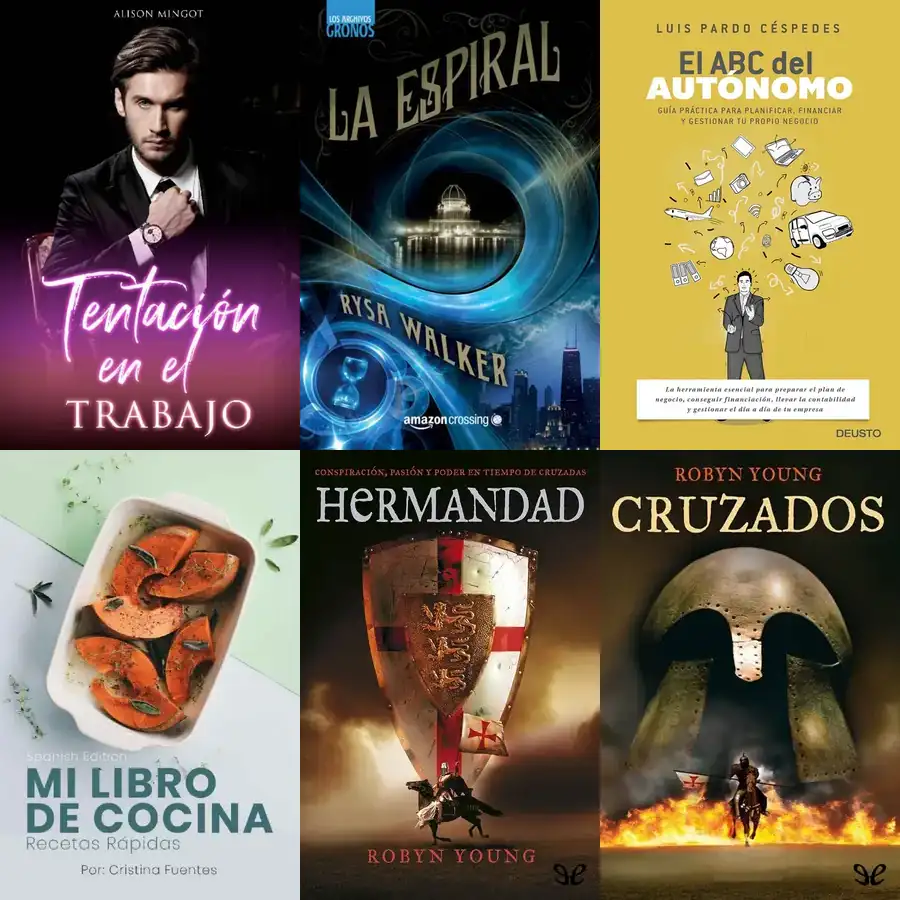 ALISON MINGOT
Tentación
en el
TRABAJO
LOS ARCHIVOS
GRONOS
LA ESPIRAL
RYSA WALKER
amazoncrossing
LUIS PARDO CÉSPEDES
El ABC del
AUTÓNOMO
GUÍA PRÁCTICA PARA PLANIFICAR, FINANCIAR
Y GESTIONAR TU PROPIO NEGOCIO
La herramienta esencial para preparar el plan de
negocio, conseguir financiación, llevar la contabilidad
y gestionar el día a día de tu empresa
DEUSTO
Spanish Edition
MI LIBRO
DE COCINA
Recetas Rápidas
Por: Cristina Fuentes
CONSPIRACIÓN, PASIÓN Y PODER EN TIEMPO DE CRUZADAS
HERMANDAD
ROBYN YOUNG
ROBYN YOUNG
CRUZADOS